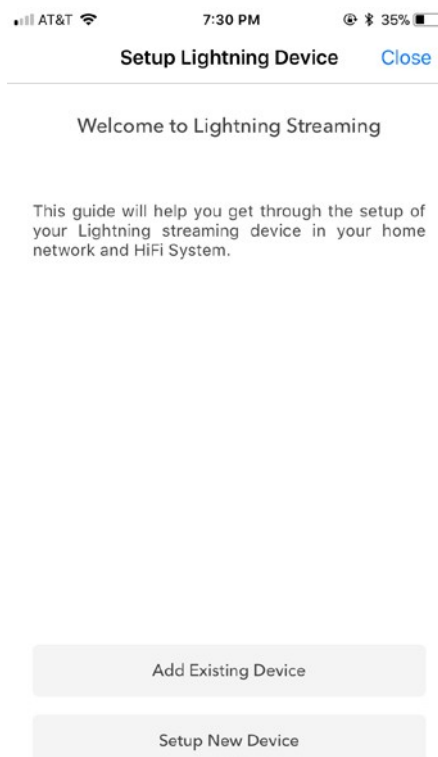 AT&T 7:30 PM 35%
Setup Lightning Device Close
Welcome to Lightning Streaming
This guide will help you get through the setup of
your Lightning streaming device in your home
network and HiFi System.
Add Existing Device
Setup New Device